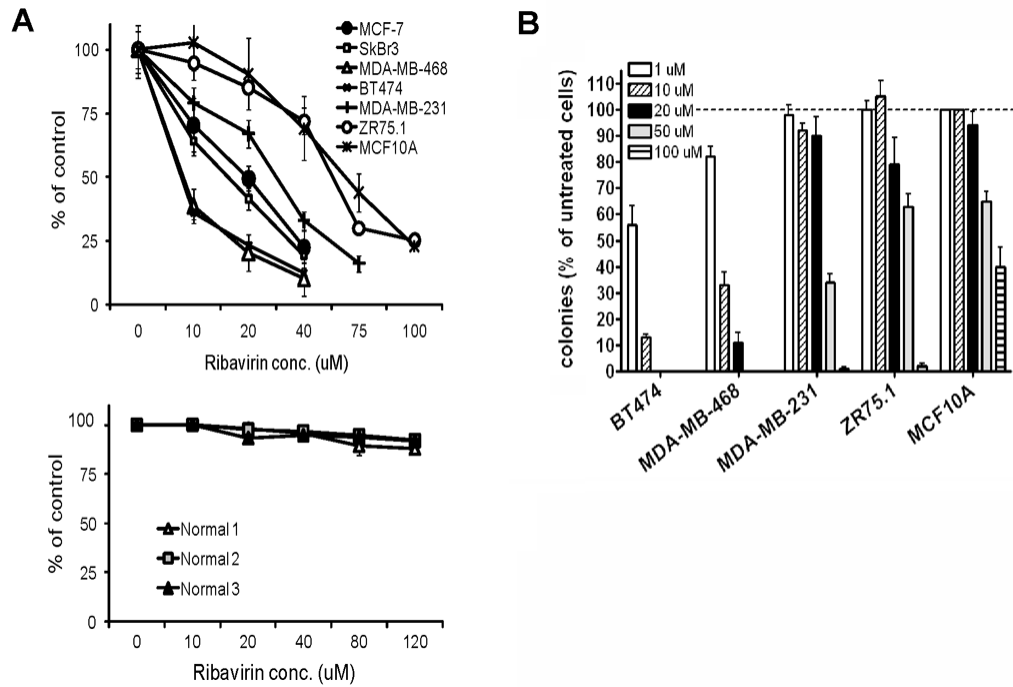 A
% of control
100
75
50
25
0
MCF-7
SkBr3
MDA-MB-468
BT474
MDA-MB-231
ZR75.1
MCF10A
0 10 20 40 75 100
Ribavirin conc. (uM)
% of control
100
75
50
25
0
Normal 1
Normal 2
Normal 3
0 10 20 40 80 120
Ribavirin conc. (uM)
B
colonies (% of untreated cells)
110
100
90
80
70
60
50
40
30
20
10
0
1 uM
10 uM
20 uM
50 uM
100 uM
BT474
MDA-MB-468
MDA-MB-231
ZR75.1
MCF10A